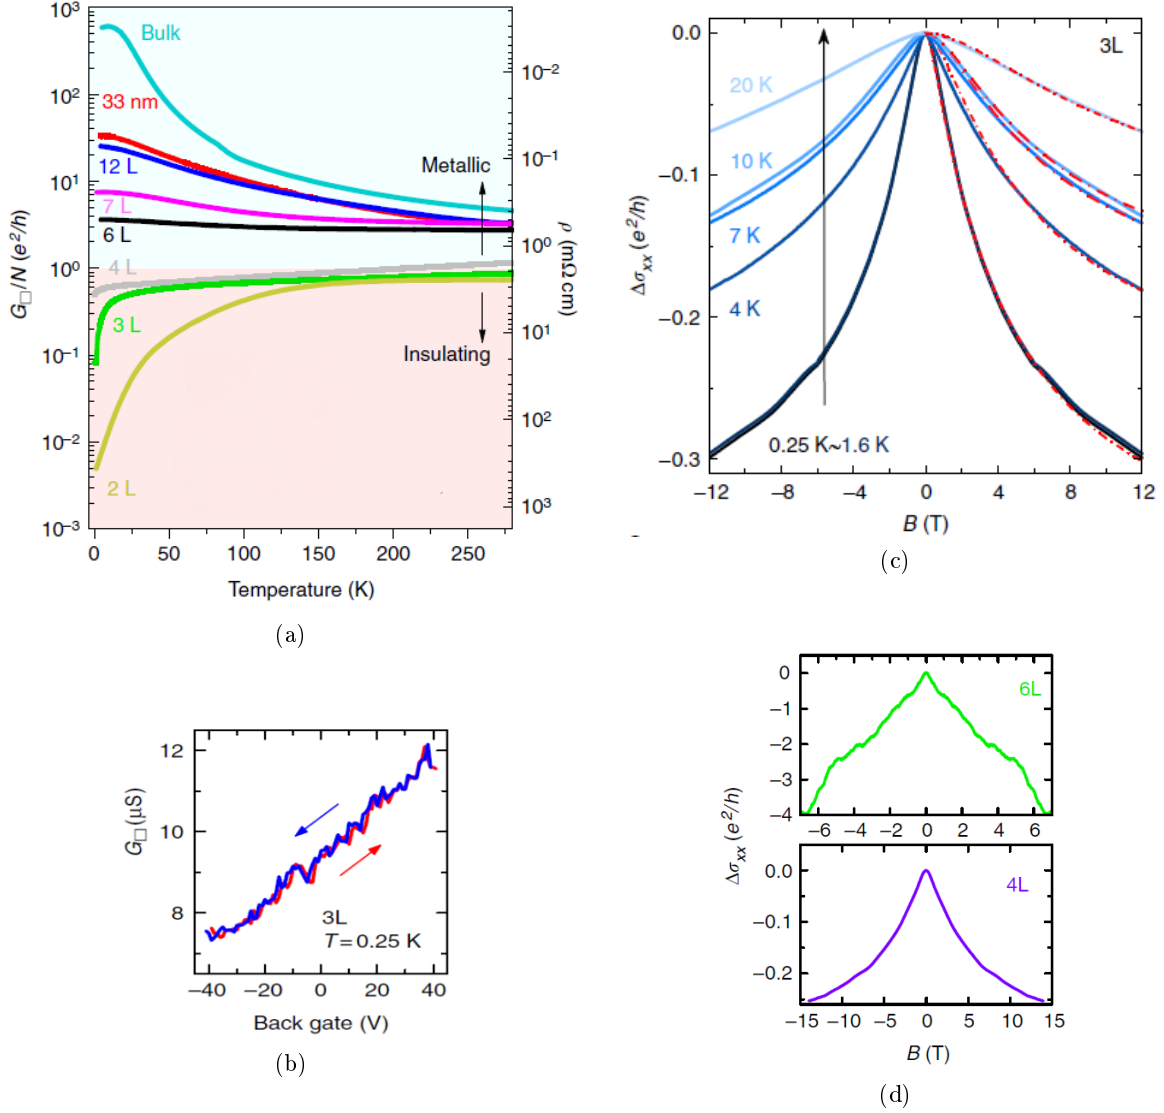 10³
10²
10¹
10⁰
10⁻¹
10⁻²
10⁻³
G□/N (e²/h)
Bulk
33 nm
12 L
7 L
6 L
4 L
3 L
2 L
Metallic
Insulating
10⁻²
10⁻¹
10⁰
10¹
10²
10³
ρ (mΩ cm)
0 50 100 150 200 250
Temperature (K)
(a)
0.0
−0.1
−0.2
−0.3
Δσxx (e²/h)
3L
20 K
10 K
7 K
4 K
0.25 K~1.6 K
−12 −8 −4 0 4 8 12
B (T)
(c)
12
10
8
G□ (μS)
3L
T = 0.25 K
−40 −20 0 20 40
Back gate (V)
(b)
0
−1
−2
−3
−4
6L
−6 −4 −2 0 2 4 6
Δσxx (e²/h)
0.0
−0.1
−0.2
4L
−15 −10 −5 0 5 10 15
B (T)
(d)